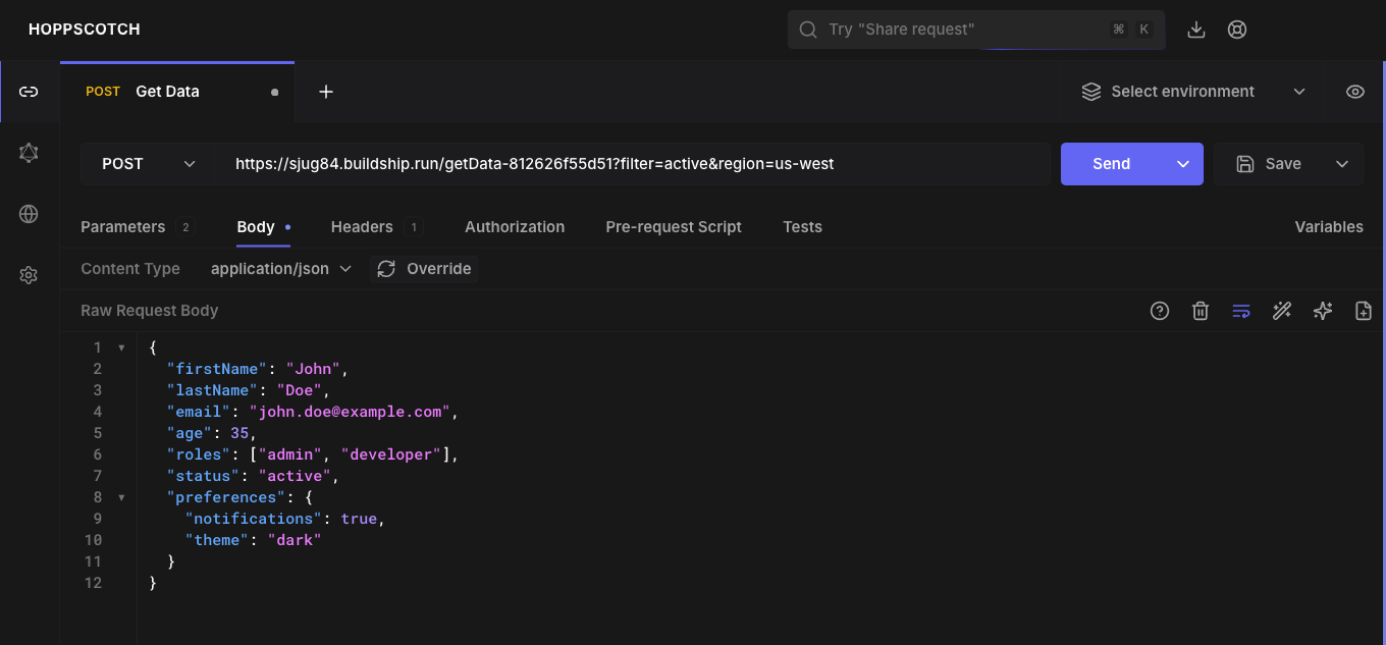 HOPPSCOTCH
Try "Share request" ⌘ K
POST Get Data
Select environment
POST https://sjug84.buildship.run/getData-812626f55d51?filter=active&region=us-west Send Save
Parameters 2 Body Headers 1 Authorization Pre-request Script Tests Variables
Content Type application/json Override
Raw Request Body
1 {
2 "firstName": "John",
3 "lastName": "Doe",
4 "email": "john.doe@example.com",
5 "age": 35,
6 "roles": ["admin", "developer"],
7 "status": "active",
8 "preferences": {
9 "notifications": true,
10 "theme": "dark"
11 }
12 }